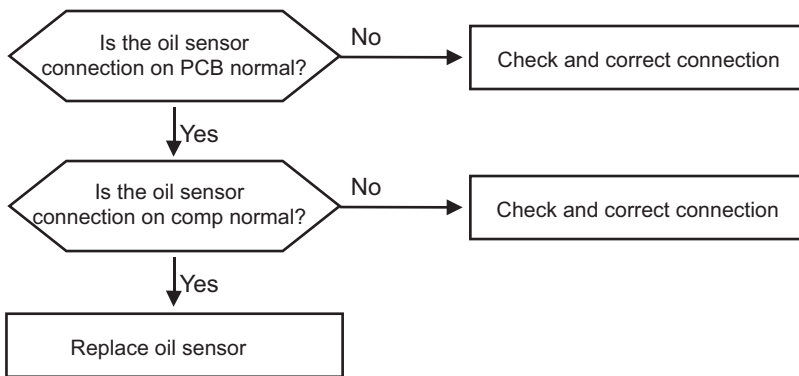 Is the oil sensor
connection on PCB normal?
No
Check and correct connection
Yes
Is the oil sensor
connection on comp normal?
No
Check and correct connection
Yes
Replace oil sensor